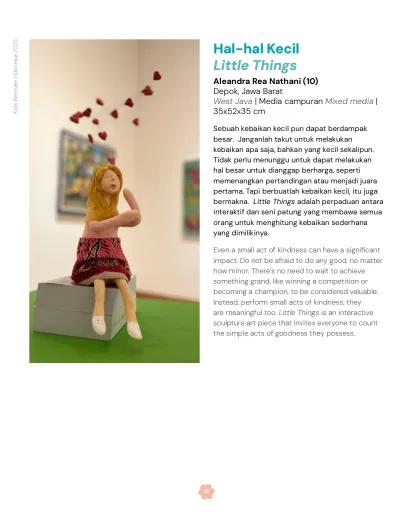 Kids Biennale Indonesia 2025
Hal-hal Kecil
Little Things
Aleandra Rea Nathani (10)
Depok, Jawa Barat
West Java | Media campuran Mixed media |
35x52x35 cm
Sebuah kebaikan kecil pun dapat berdampak
besar. Janganlah takut untuk melakukan
kebaikan apa saja, bahkan yang kecil sekalipun.
Tidak perlu menunggu untuk dapat melakukan
hal besar untuk dianggap berharga, seperti
memenangkan pertandingan atau menjadi juara
pertama. Tapi berbuatlah kebaikan kecil, itu juga
bermakna. Little Things adalah perpaduan antara
interaktif dan seni patung yang membawa semua
orang untuk menghitung kebaikan sederhana
yang dimilikinya.
Even a small act of kindness can have a significant
impact. Do not be afraid to do any good, no matter
how minor. There's no need to wait to achieve
something grand, like winning a competition or
becoming a champion, to be considered valuable.
Instead, perform small acts of kindness; they
are meaningful too. Little Things is an interactive
sculpture art piece that invites everyone to count
the simple acts of goodness they possess.